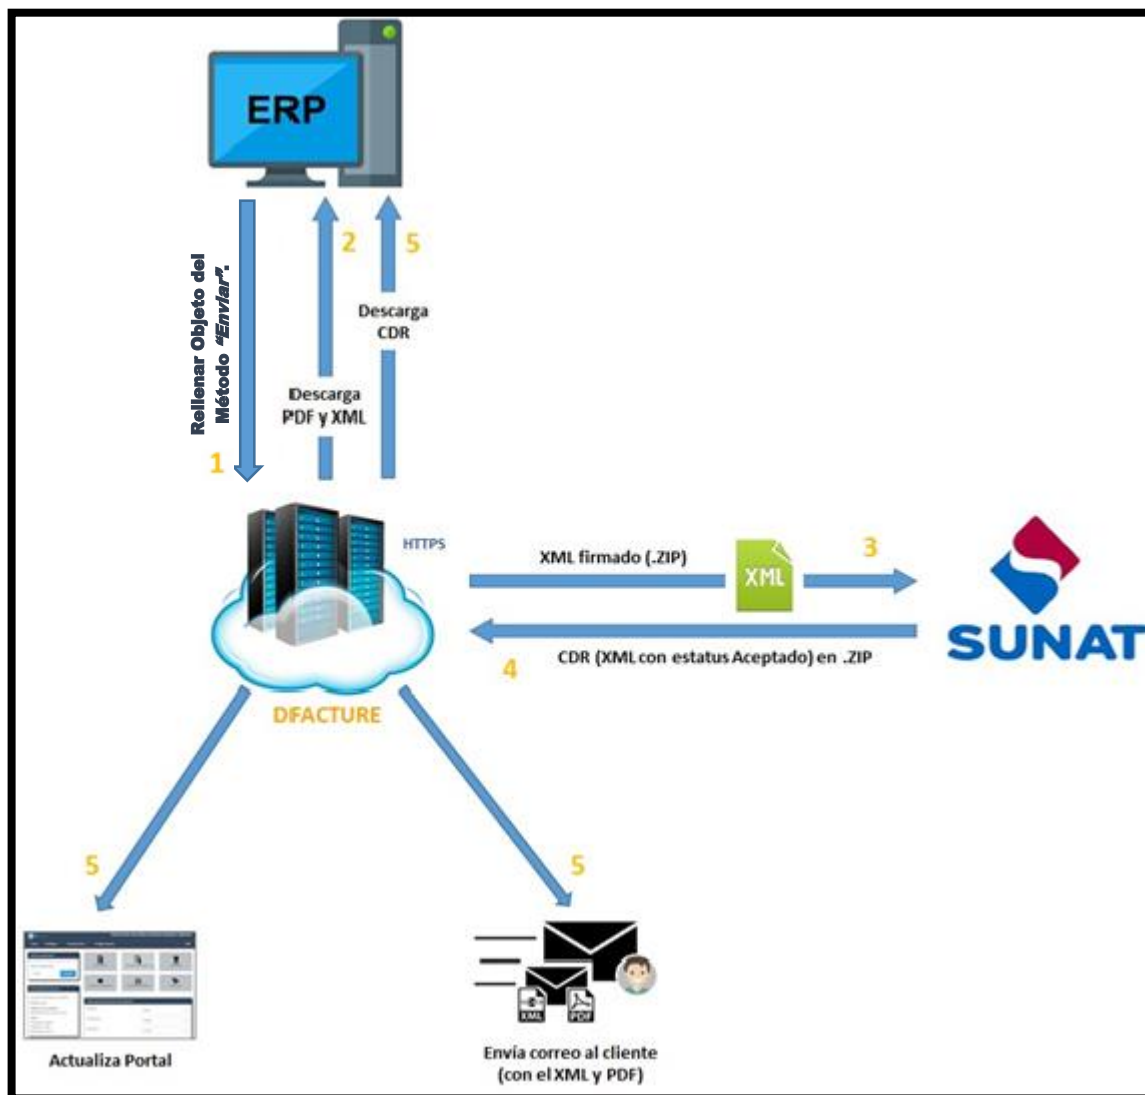 ERP
Rellenar Objeto del
Método “Enviar”.
1
2
Descarga
PDF y XML
5
Descarga
CDR
HTTPS
DFACTURE
XML firmado (.ZIP)
XML
3
SUNAT
4
CDR (XML con estatus Aceptado) en .ZIP
5
5
Actualiza Portal
XML
PDF
Envía correo al cliente
(con el XML y PDF)